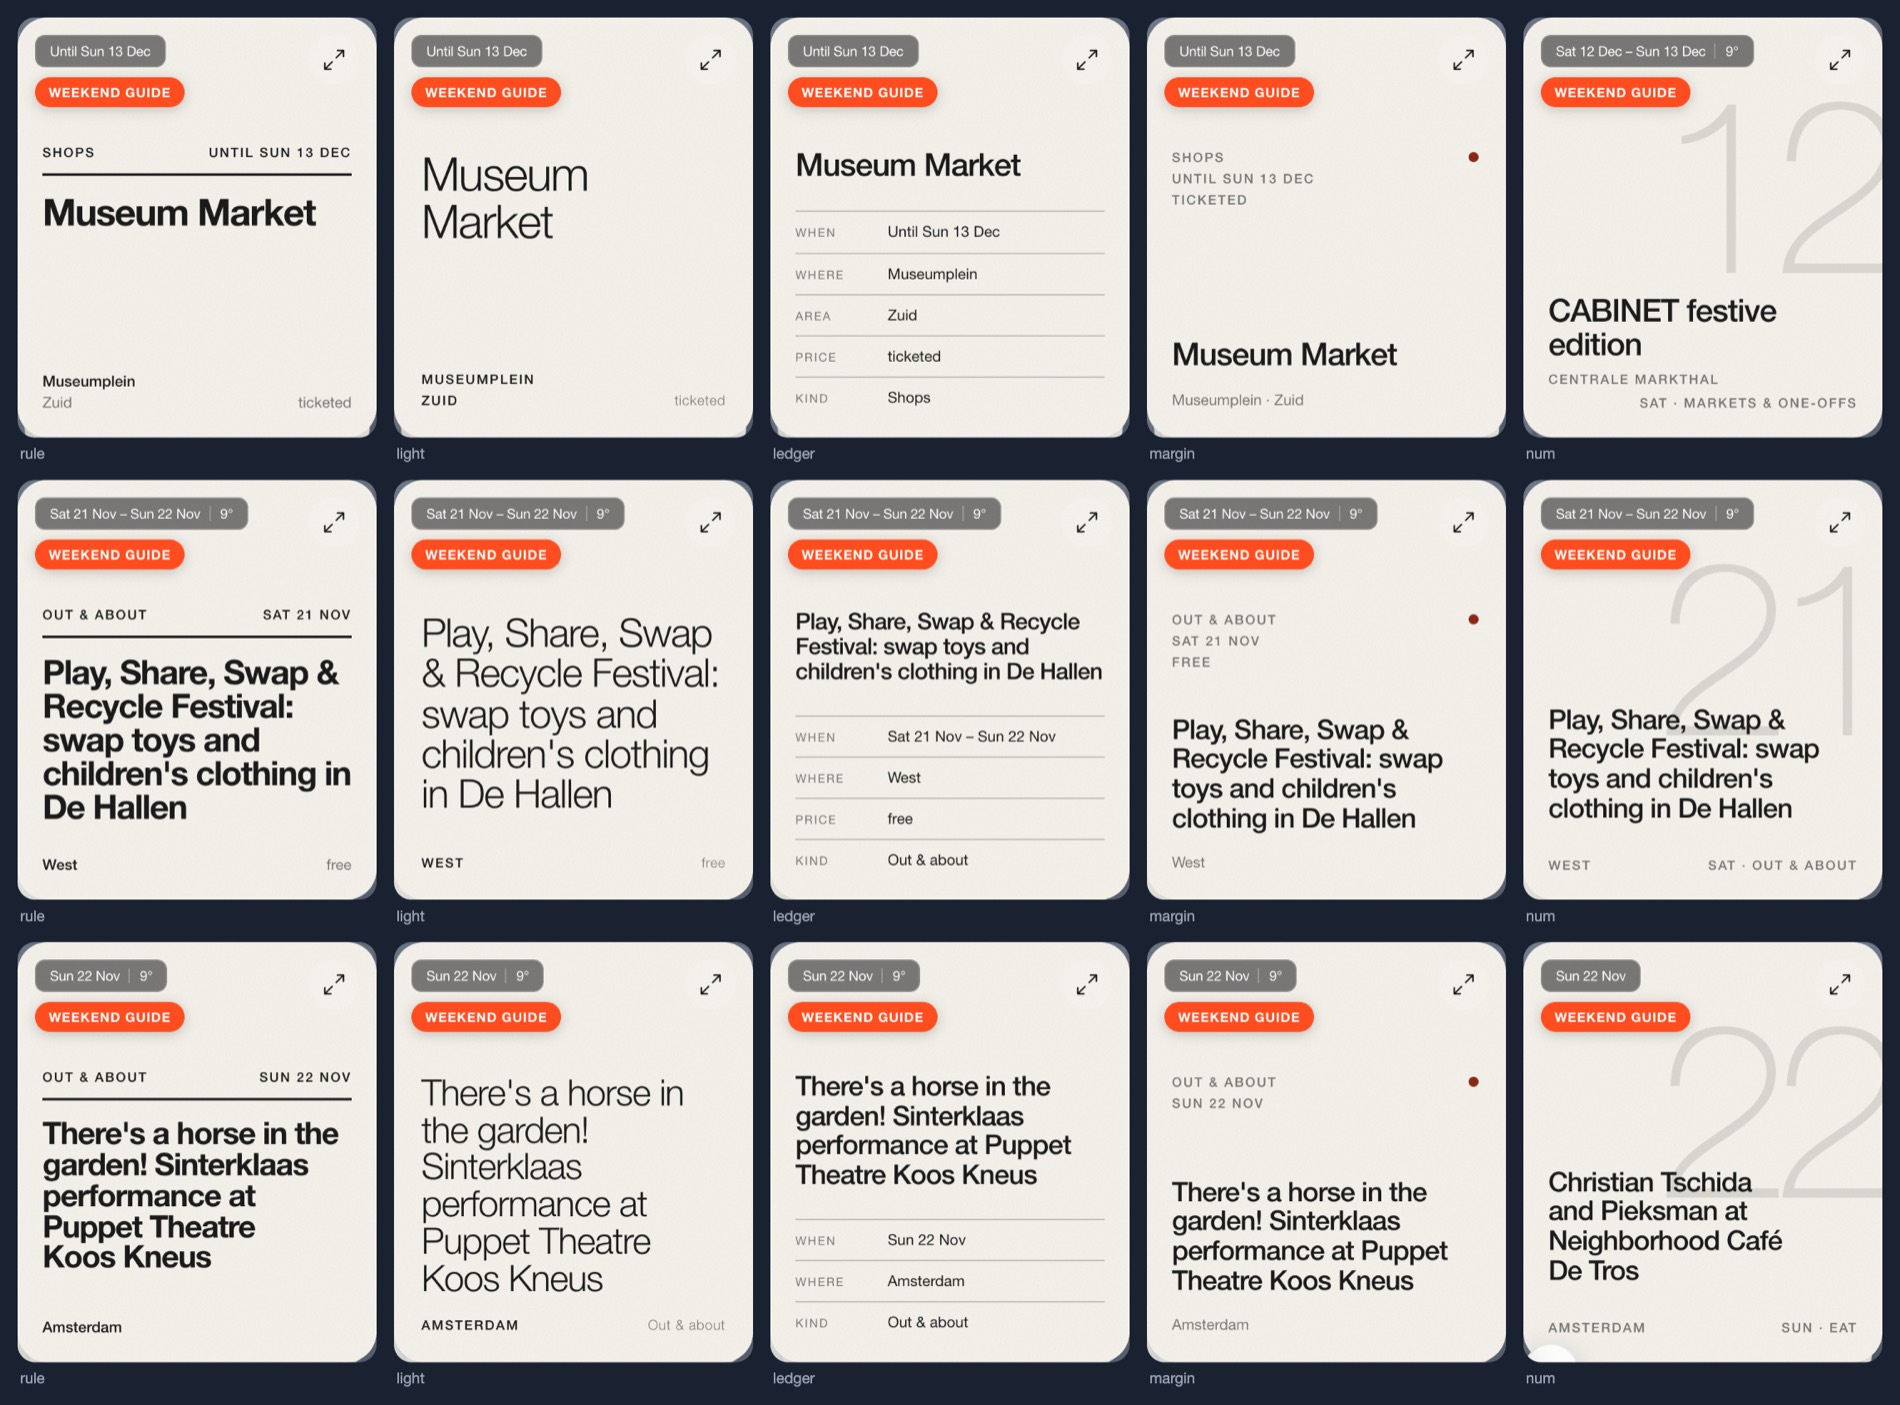 Until Sun 13 Dec
WEEKEND GUIDE
SHOPS
UNTIL SUN 13 DEC
Museum Market
Museumplein
Zuid
ticketed
rule
Until Sun 13 Dec
WEEKEND GUIDE
Museum
Market
MUSEUMPLEIN
ZUID
ticketed
light
Until Sun 13 Dec
WEEKEND GUIDE
Museum Market
WHEN Until Sun 13 Dec
WHERE Museumplein
AREA Zuid
PRICE ticketed
KIND Shops
ledger
Until Sun 13 Dec
WEEKEND GUIDE
SHOPS
UNTIL SUN 13 DEC
TICKETED
Museum Market
Museumplein · Zuid
margin
Sat 12 Dec – Sun 13 Dec | 9°
WEEKEND GUIDE
12
CABINET festive
edition
CENTRALE MARKTHAL
SAT · MARKETS & ONE-OFFS
num
Sat 21 Nov – Sun 22 Nov | 9°
WEEKEND GUIDE
OUT & ABOUT
SAT 21 NOV
Play, Share, Swap &
Recycle Festival:
swap toys and
children's clothing in
De Hallen
West
free
rule
Sat 21 Nov – Sun 22 Nov | 9°
WEEKEND GUIDE
Play, Share, Swap
& Recycle Festival:
swap toys and
children's clothing
in De Hallen
WEST
free
light
Sat 21 Nov – Sun 22 Nov | 9°
WEEKEND GUIDE
Play, Share, Swap & Recycle
Festival: swap toys and
children's clothing in De Hallen
WHEN Sat 21 Nov – Sun 22 Nov
WHERE West
PRICE free
KIND Out & about
ledger
Sat 21 Nov – Sun 22 Nov | 9°
WEEKEND GUIDE
OUT & ABOUT
SAT 21 NOV
FREE
Play, Share, Swap &
Recycle Festival: swap
toys and children's
clothing in De Hallen
West
margin
Sat 21 Nov – Sun 22 Nov | 9°
WEEKEND GUIDE
21
Play, Share, Swap &
Recycle Festival: swap
toys and children's
clothing in De Hallen
WEST
SAT · OUT & ABOUT
num
Sun 22 Nov | 9°
WEEKEND GUIDE
OUT & ABOUT
SUN 22 NOV
There's a horse in the
garden! Sinterklaas
performance at
Puppet Theatre
Koos Kneus
Amsterdam
rule
Sun 22 Nov | 9°
WEEKEND GUIDE
There's a horse in
the garden!
Sinterklaas
performance at
Puppet Theatre
Koos Kneus
AMSTERDAM
Out & about
light
Sun 22 Nov | 9°
WEEKEND GUIDE
There's a horse in the
garden! Sinterklaas
performance at Puppet
Theatre Koos Kneus
WHEN Sun 22 Nov
WHERE Amsterdam
KIND Out & about
ledger
Sun 22 Nov | 9°
WEEKEND GUIDE
OUT & ABOUT
SUN 22 NOV
There's a horse in the
garden! Sinterklaas
performance at Puppet
Theatre Koos Kneus
Amsterdam
margin
Sun 22 Nov
WEEKEND GUIDE
22
Christian Tschida
and Pieksman at
Neighborhood Café
De Tros
AMSTERDAM
SUN · EAT
num